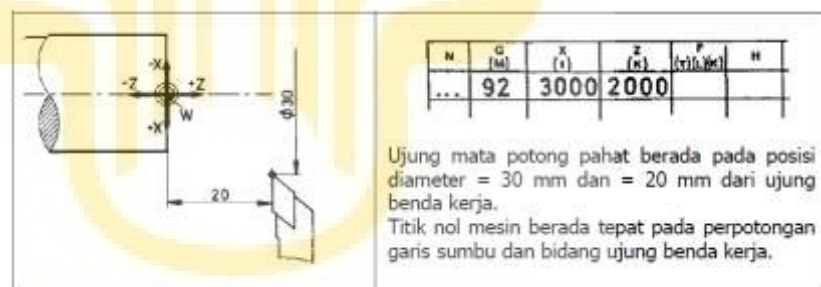 -X
-Z
+Z
W
+X
ϕ30
20
N G (M) X (I) Z (K) F (T)(L)(K) H
... 92 3000 2000
Ujung mata potong pahat berada pada posisi
diameter = 30 mm dan = 20 mm dari ujung
benda kerja.
Titik nol mesin berada tepat pada perpotongan
garis sumbu dan bidang ujung benda kerja.